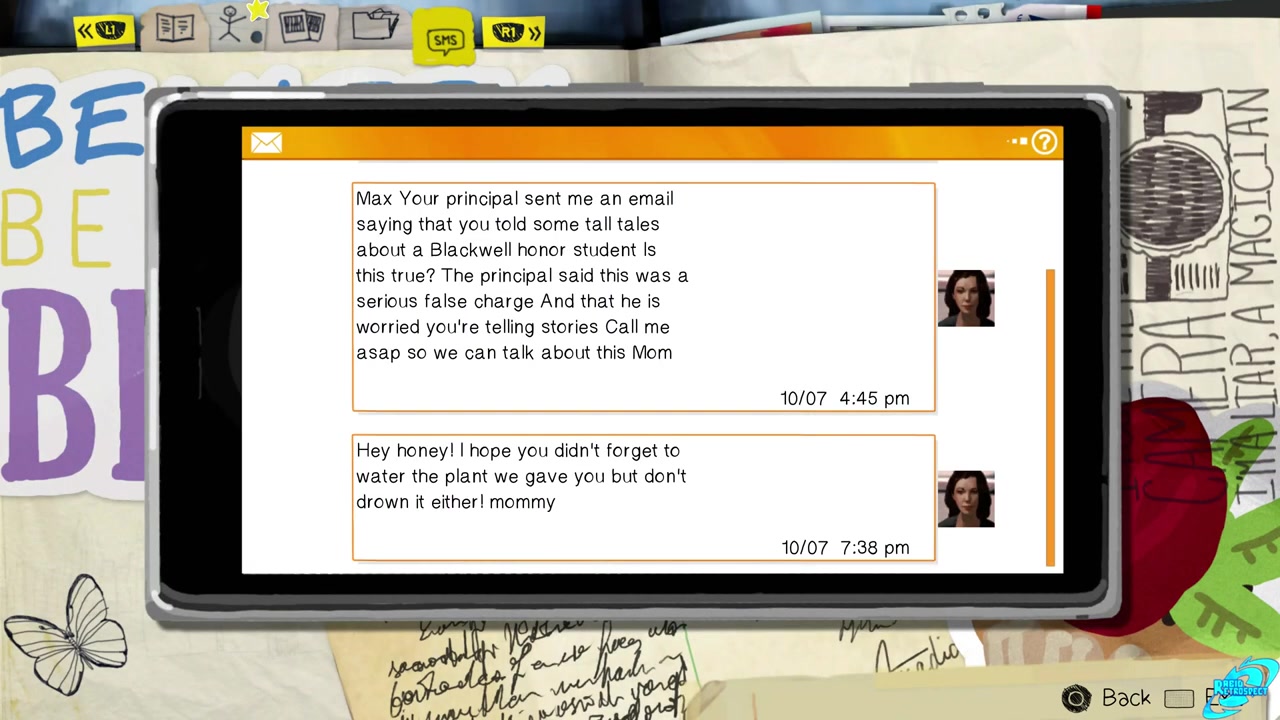 L1
SMS
R1
BE
BE
Max Your principal sent me an email
saying that you told some tall tales
about a Blackwell honor student Is
this true? The principal said this was a
serious false charge And that he is
worried you're telling stories Call me
asap so we can talk about this Mom
10/07 4:45 pm
Hey honey! I hope you didn't forget to
water the plant we gave you but don't
drown it either! mommy
10/07 7:38 pm
I'M A LIAR, A MAGICIAN
Back
RETROSPECT